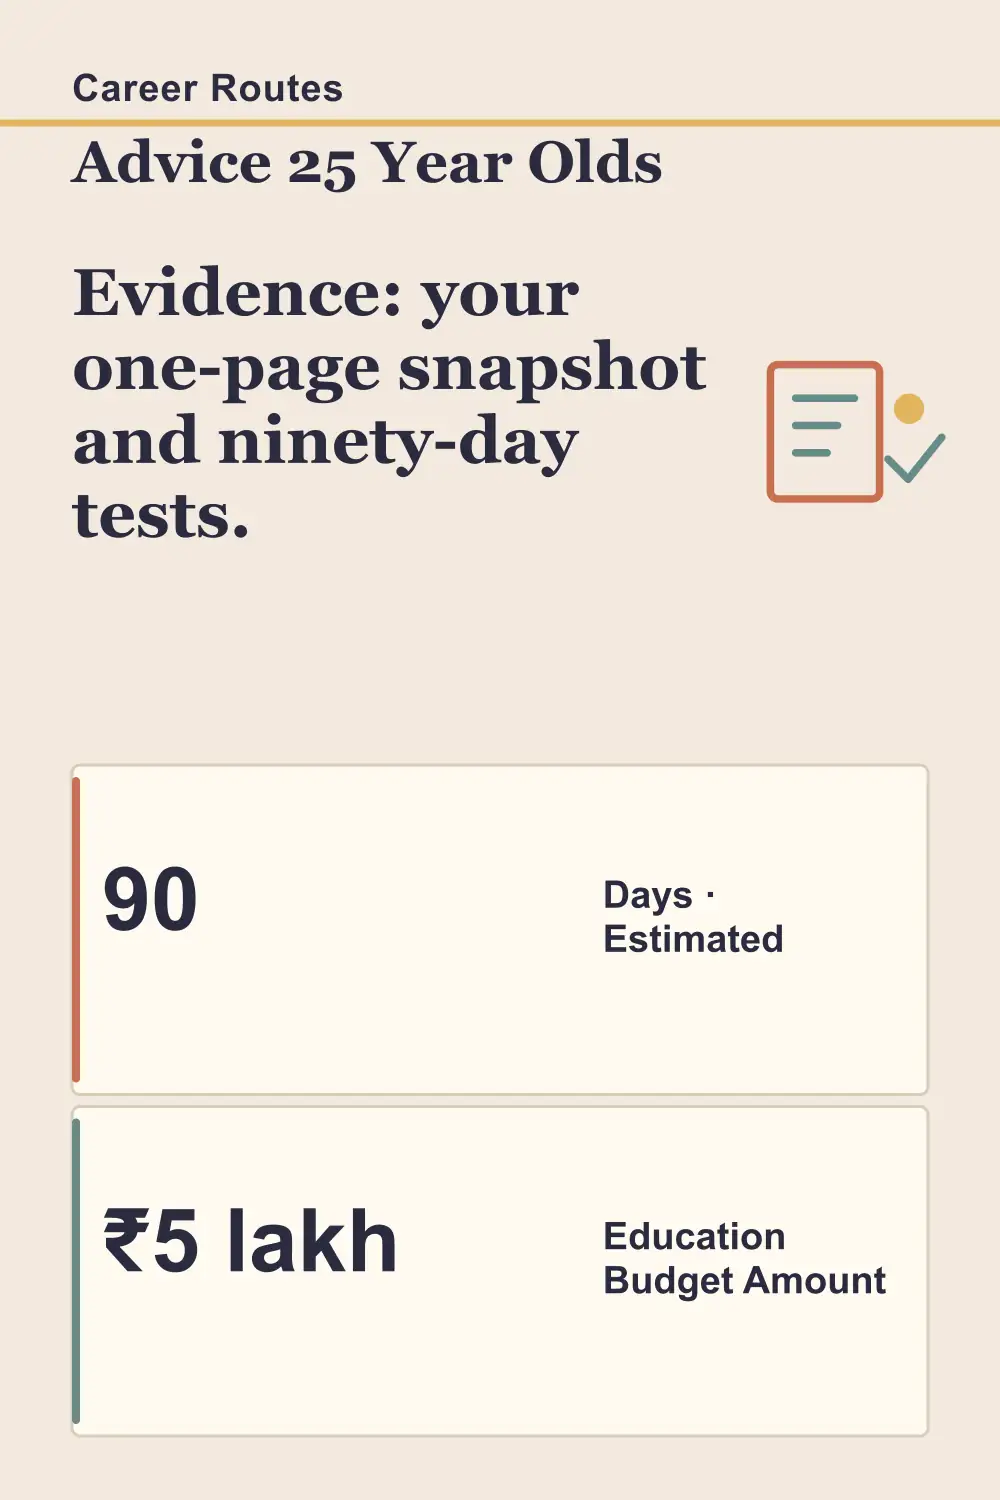 Career Routes
Advice 25 Year Olds
Evidence: your
one-page snapshot
and ninety-day
tests.
90
Days ·
Estimated
₹5 lakh
Education
Budget Amount